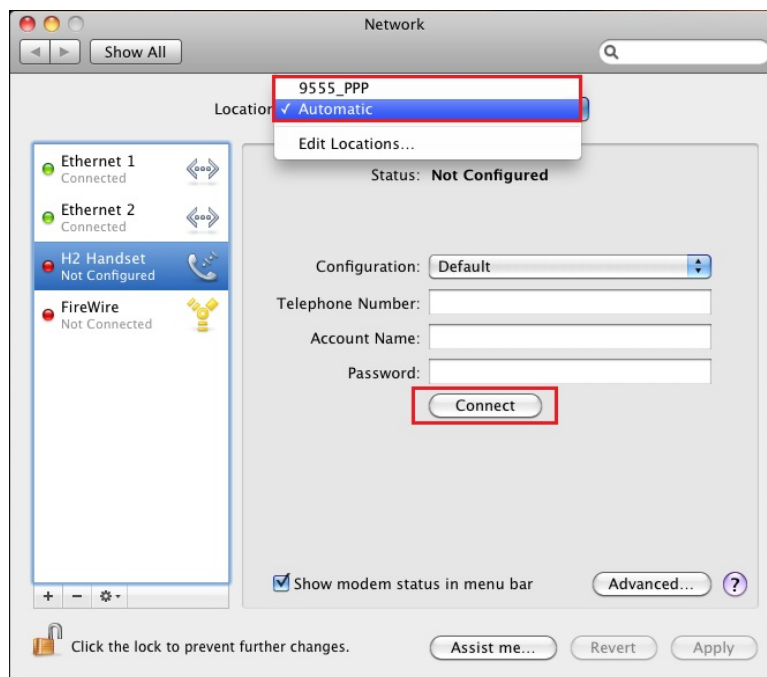 Network
Show All
9555_PPP
Location
✓ Automatic
Edit Locations...
Ethernet 1
Connected
Ethernet 2
Connected
H2 Handset
Not Configured
FireWire
Not Connected
Status: Not Configured
Configuration: Default
Telephone Number:
Account Name:
Password:
Connect
Show modem status in menu bar
Advanced...
?
+ −
Click the lock to prevent further changes.
Assist me...
Revert
Apply